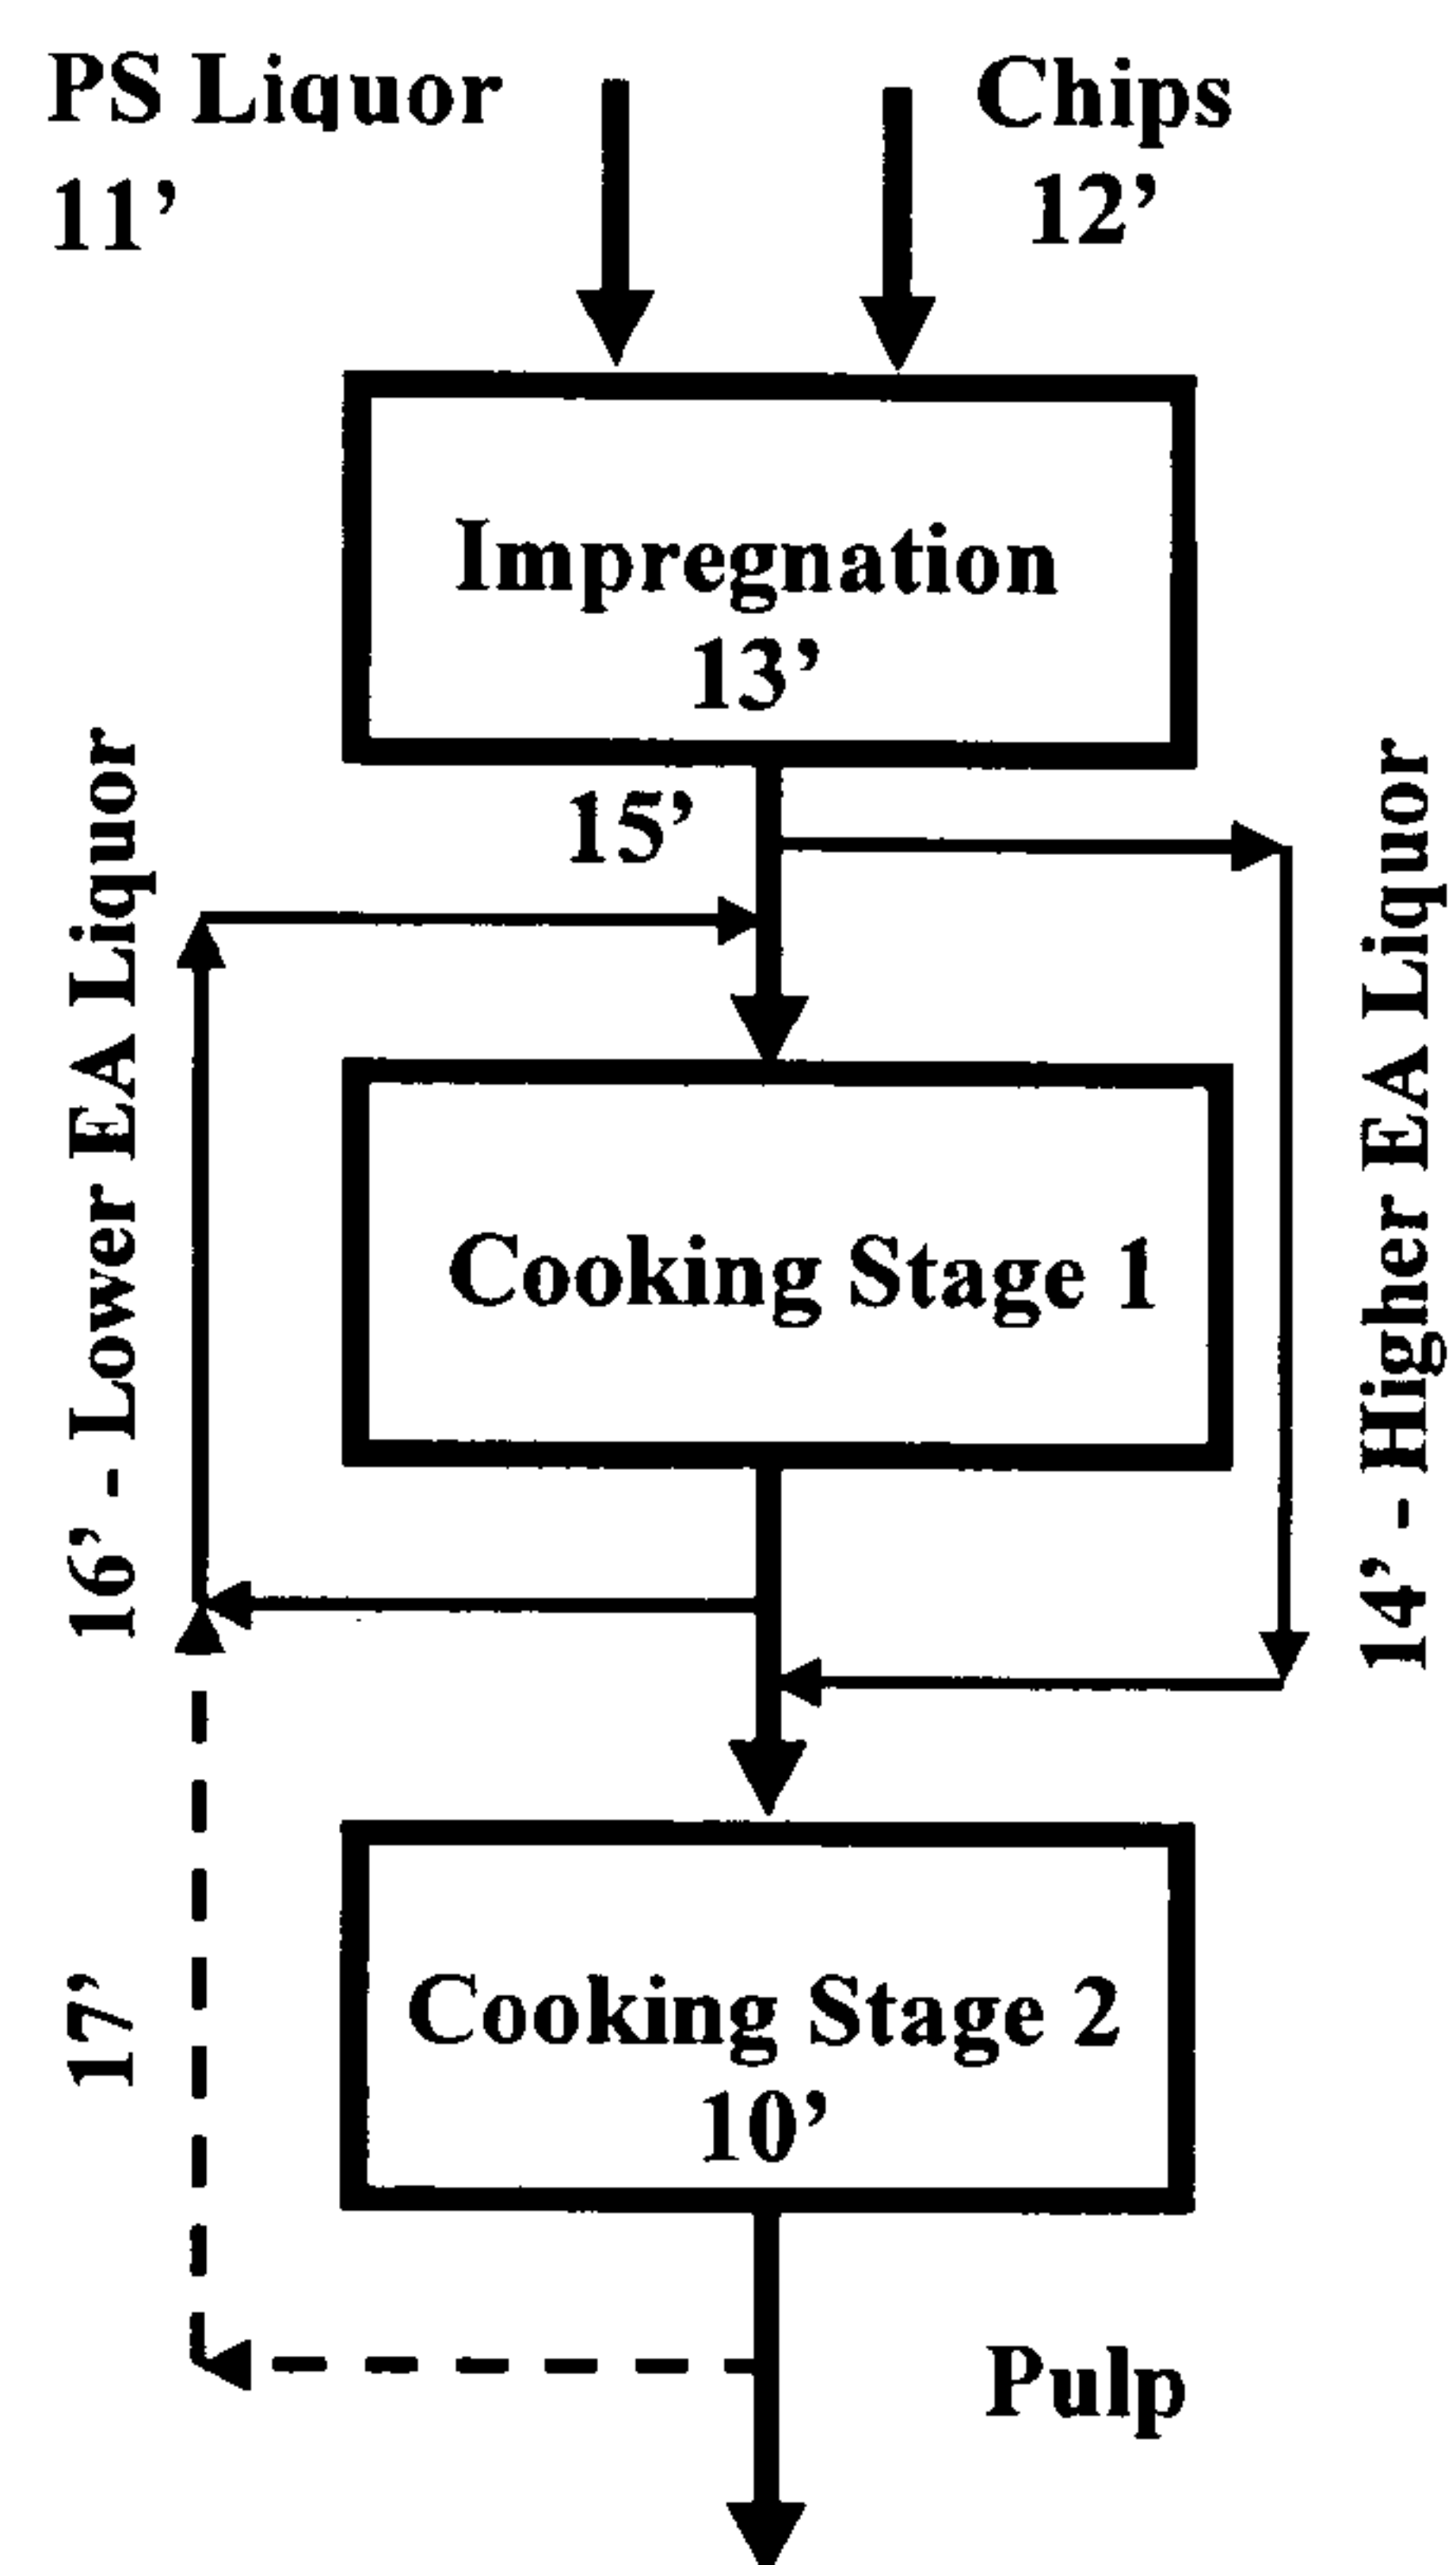 PS Liquor
11’
Chips
12’
Impregnation
13’
15’
16’ - Lower EA Liquor
14’ - Higher EA Liquor
Cooking Stage 1
17’
Cooking Stage 2
10’
Pulp